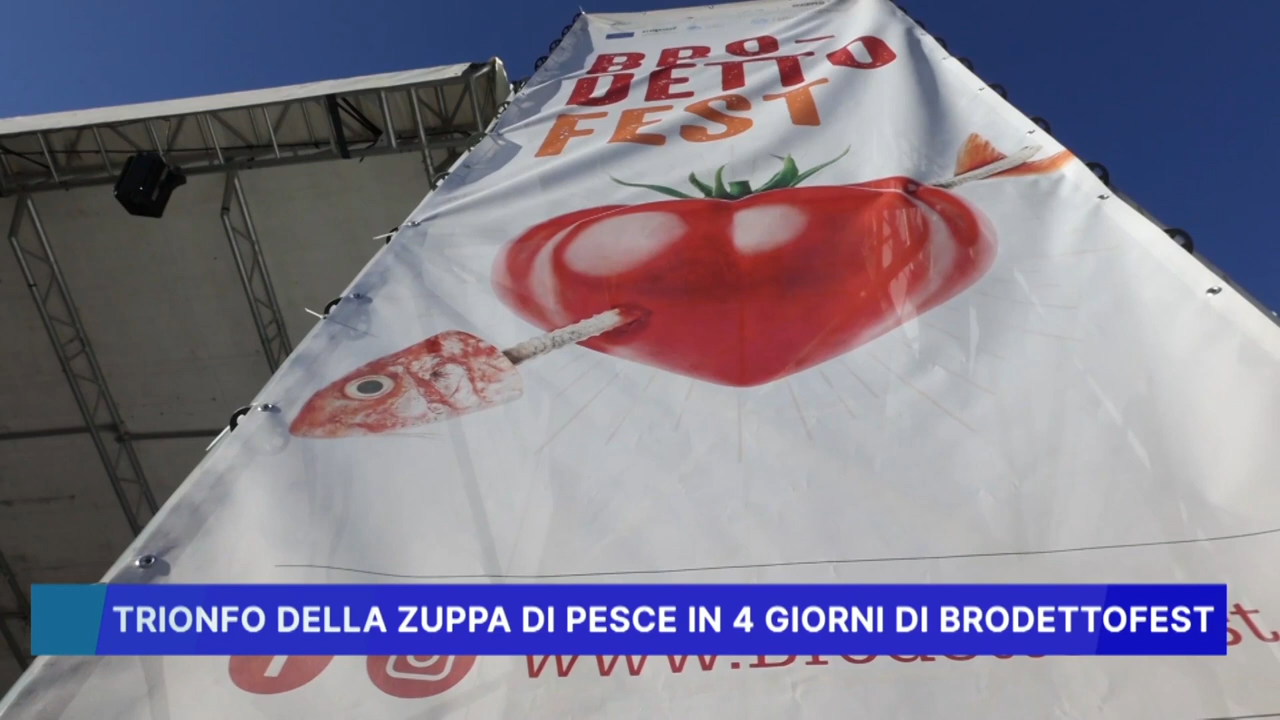 BRO-
DETTO
FEST
TRIONFO DELLA ZUPPA DI PESCE IN 4 GIORNI DI BRODETTOFEST